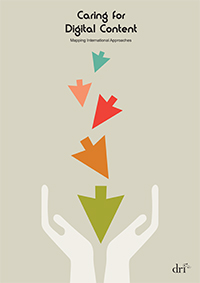 Caring for
Digital Content
Mapping International Approaches
dri